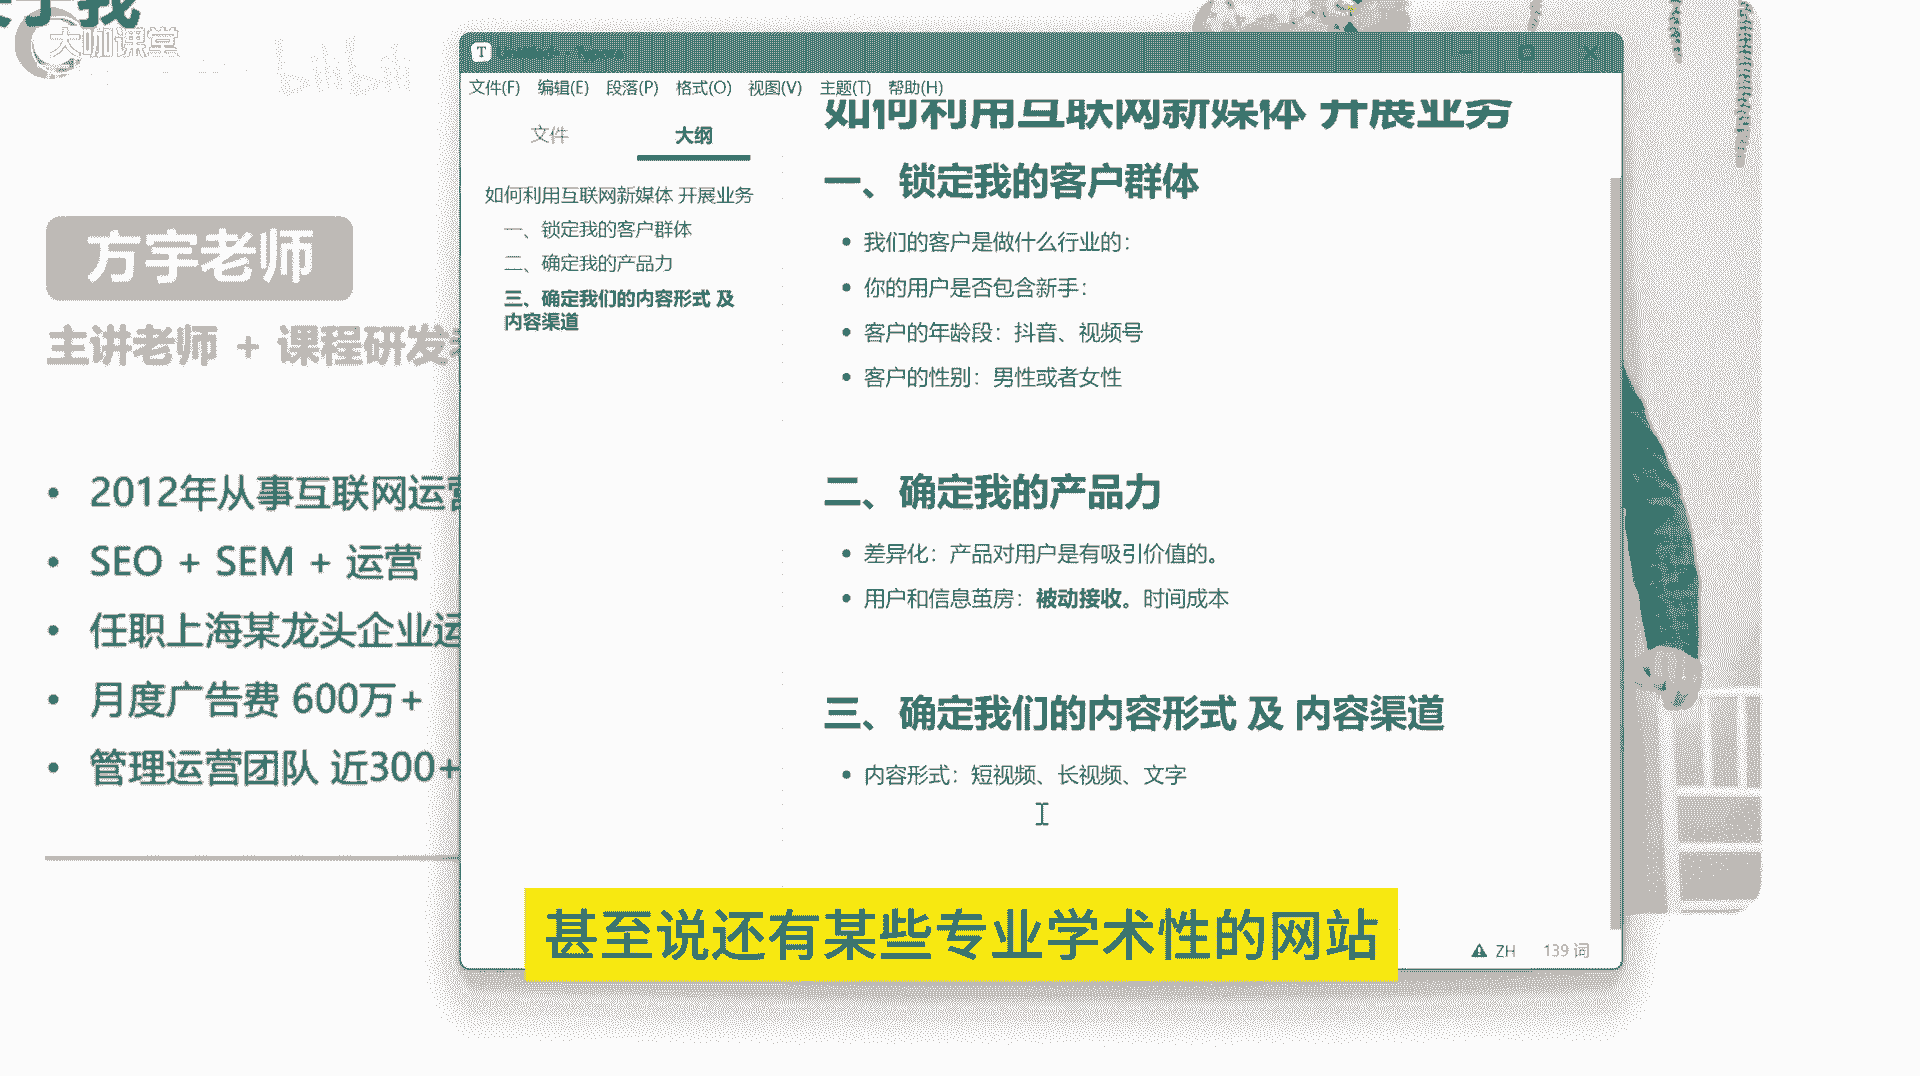 于我
大咖课堂
bilibili
方宇老师
主讲老师 + 课程研发
• 2012年从事互联网运营
• SEO + SEM + 运营
• 任职上海某龙头企业运
• 月度广告费 600万+
• 管理运营团队 近300+
文件(F) 编辑(E) 段落(P) 格式(O) 视图(V) 主题(T) 帮助(H)
文件 大纲
如何利用互联网新媒体 开展业务
一、锁定我的客户群体
二、确定我的产品力
三、确定我们的内容形式 及
内容渠道
如何利用互联网新媒体 开展业务
一、锁定我的客户群体
• 我们的客户是做什么行业的：
• 你的用户是否包含新手：
• 客户的年龄段：抖音、视频号
• 客户的性别：男性或者女性
二、确定我的产品力
• 差异化：产品对用户是有吸引价值的。
• 用户和信息茧房：被动接收。时间成本
三、确定我们的内容形式 及 内容渠道
• 内容形式：短视频、长视频、文字
甚至说还有某些专业学术性的网站
ZH 139 词